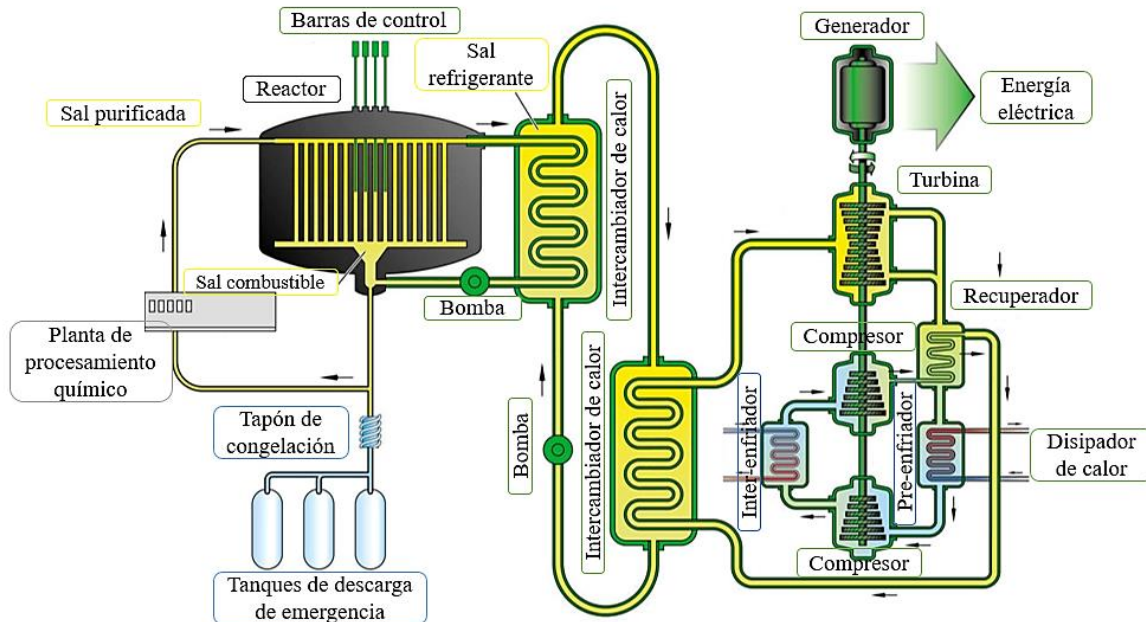 Barras de control
Sal
refrigerante
Generador
Reactor
Energía
eléctrica
Sal purificada
Intercambiador de calor
Turbina
Sal combustible
Bomba
Recuperador
Planta de
procesamiento
químico
Compresor
Intercambiador de calor
Tapón de
congelación
Bomba
Inter-enfriador
Pre-enfriador
Disipador
de calor
Compresor
Tanques de descarga
de emergencia